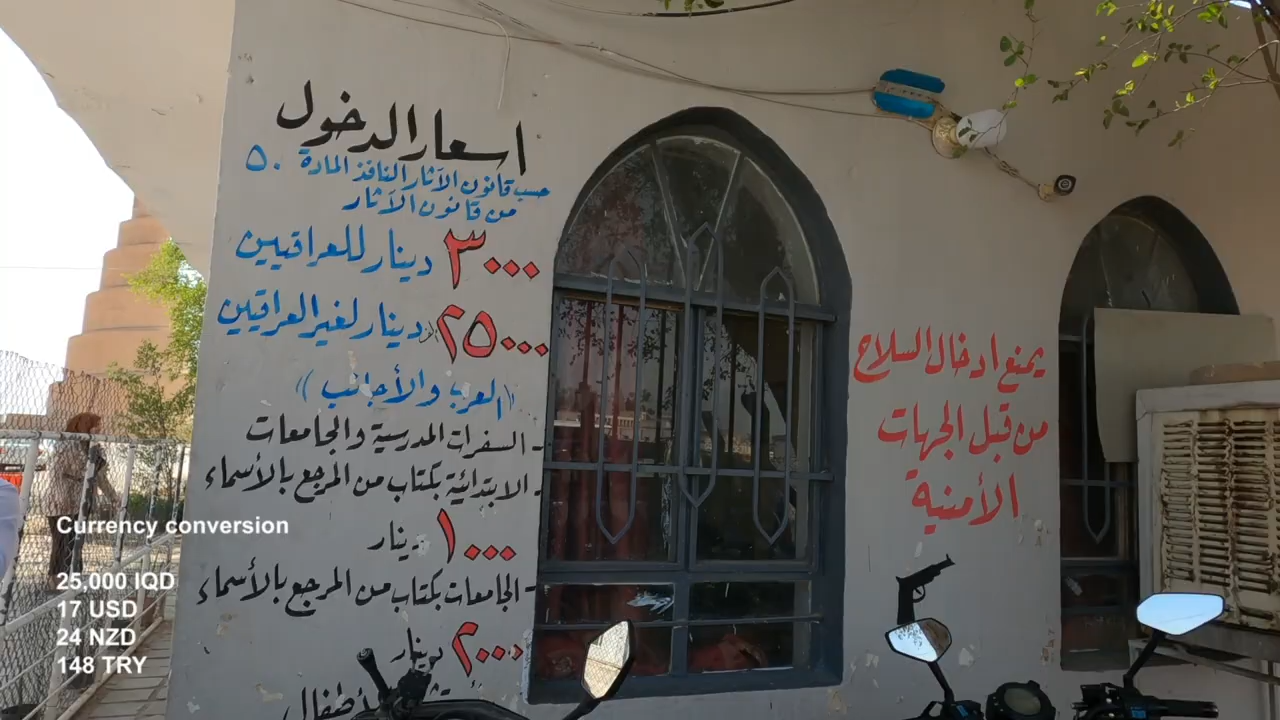 اسعار الدخول
حسب قانون الآثار النافذ المادة ٥٠
من قانون الآثار
٣٠٠٠ دينار للعراقيين
٢٥٠٠٠ دينار لغير العراقيين
((العرب والأجانب))
- السفرات المدرسية والجامعات
- الابتدائية بكتاب من المرجع بالأسماء
١٠٠٠ دينار
- الجامعات بكتاب من المرجع بالأسماء
٢٠٠٠ دينار
الأطفال
يمنع ادخال السلاح
من قبل الجهات
الأمنية
Currency conversion
25.000 IQD
17 USD
24 NZD
148 TRY